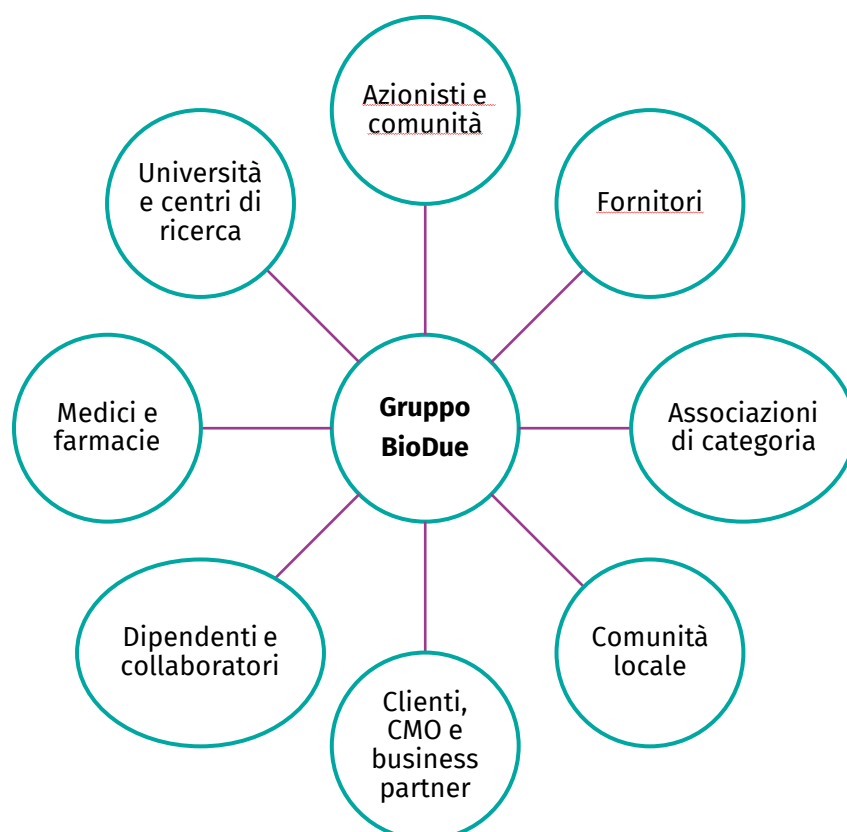 Azionisti e
comunità
Università
e centri di
ricerca
Fornitori
Medici e
farmacie
Gruppo
BioDue
Associazioni
di categoria
Dipendenti e
collaboratori
Comunità
locale
Clienti,
CMO e
business
partner